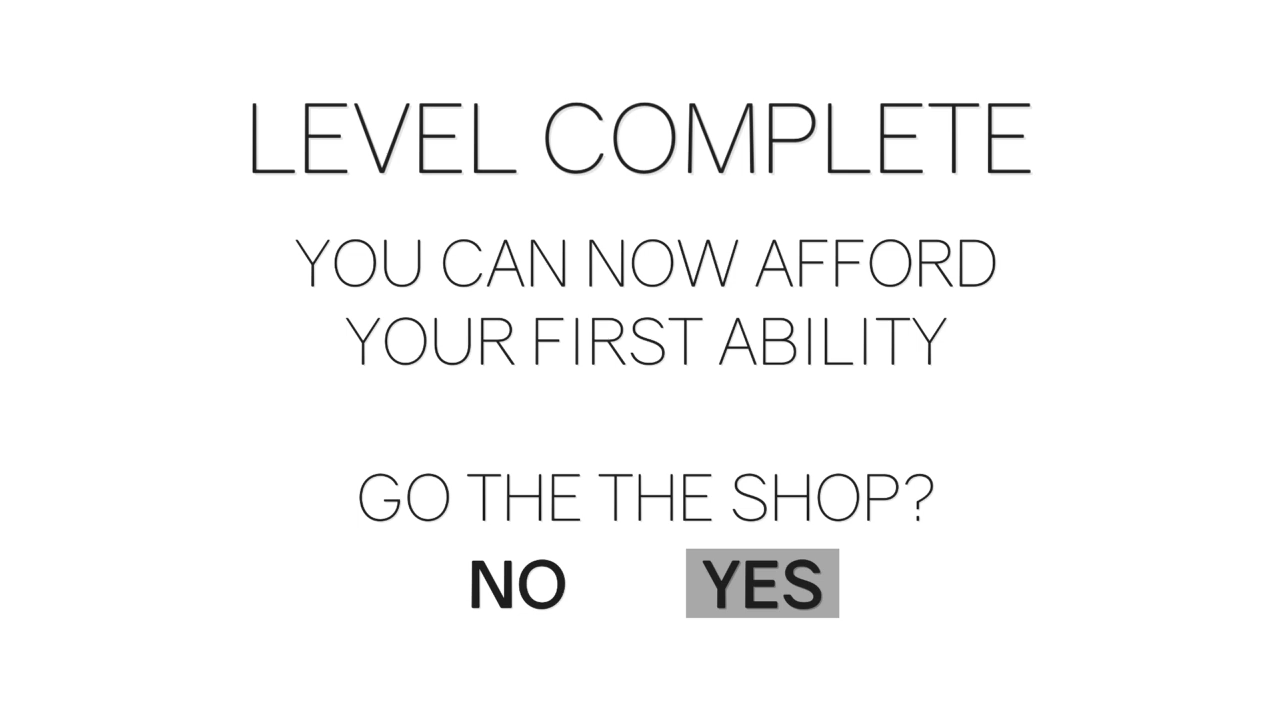 LEVEL COMPLETE
YOU CAN NOW AFFORD
YOUR FIRST ABILITY
GO THE THE SHOP?
NO YES